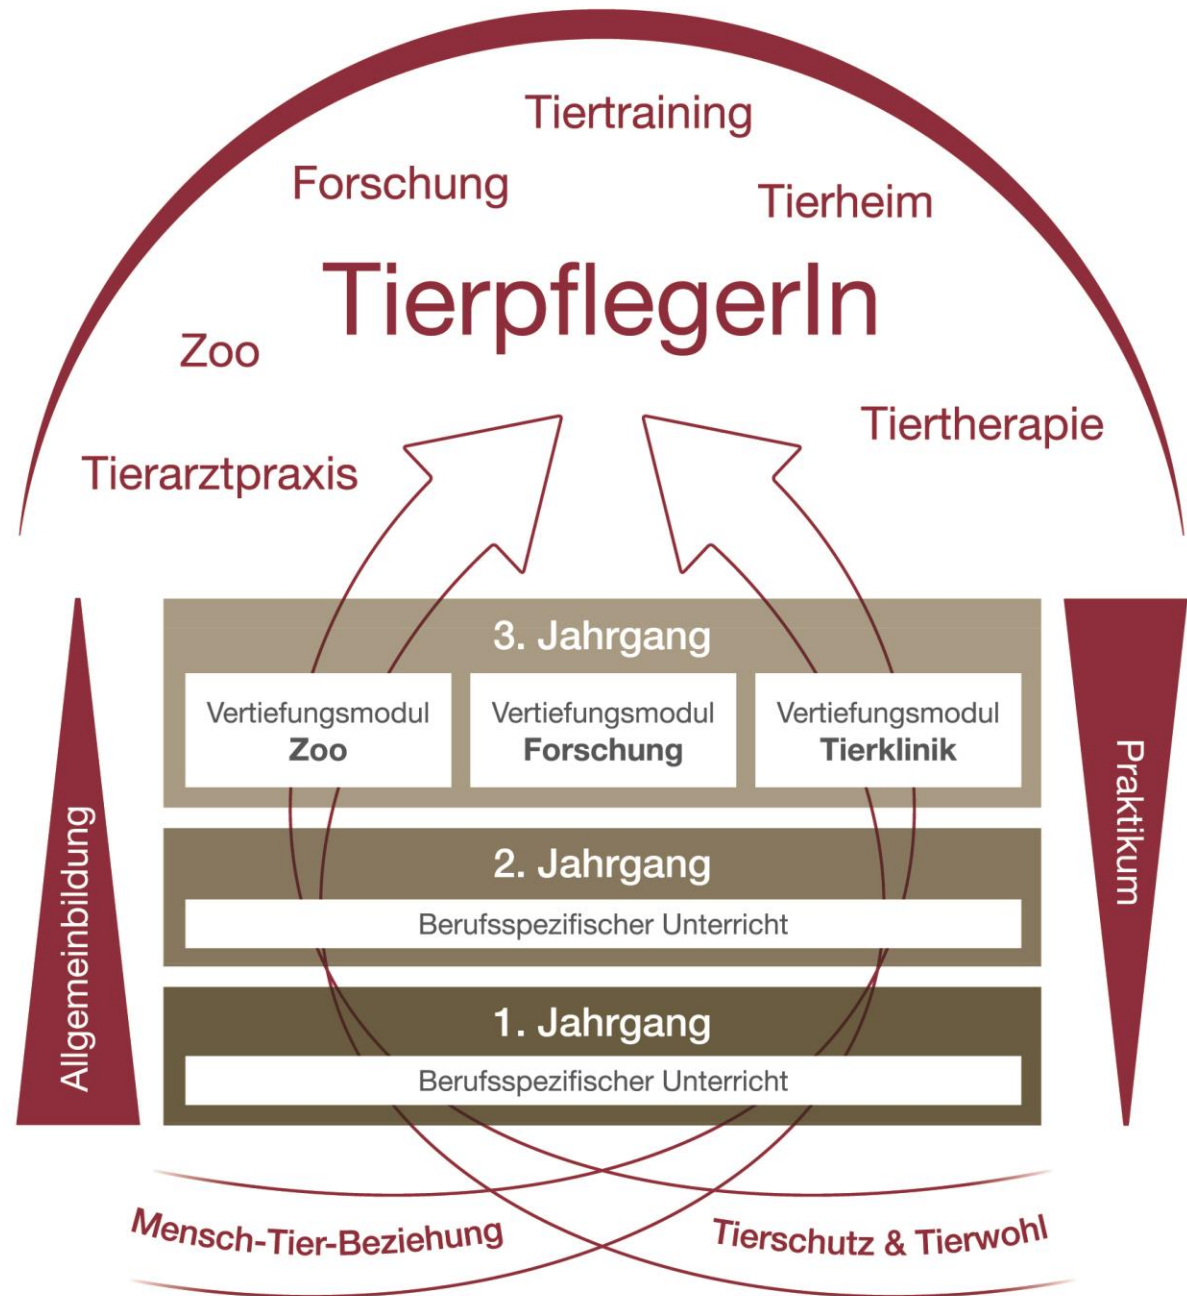 Tiertraining
Forschung
Tierheim
TierpflegerIn
Zoo
Tiertherapie
Tierarztpraxis
3. Jahrgang
Vertiefungsmodul
Zoo
Vertiefungsmodul
Forschung
Vertiefungsmodul
Tierklinik
2. Jahrgang
Berufsspezifischer Unterricht
1. Jahrgang
Berufsspezifischer Unterricht
Allgemeinbildung
Praktikum
Mensch-Tier-Beziehung
Tierschutz & Tierwohl